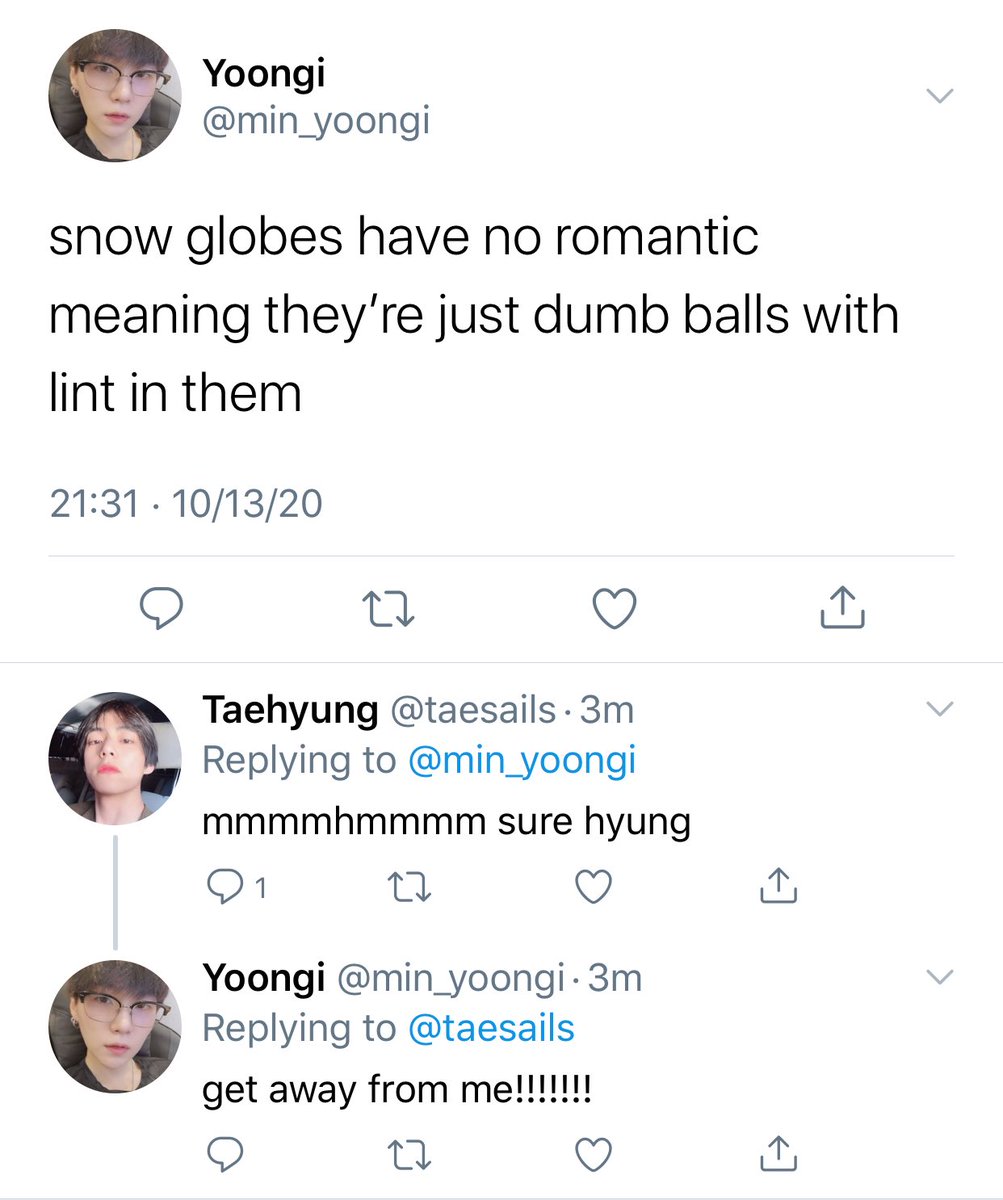 Yoongi
@min_yoongi
snow globes have no romantic
meaning they're just dumb balls with
lint in them
21:31 · 10/13/20
Taehyung @taesails · 3m
Replying to @min_yoongi
mmmmhmmmm sure hyung
1
Yoongi @min_yoongi · 3m
Replying to @taesails
get away from me!!!!!!!